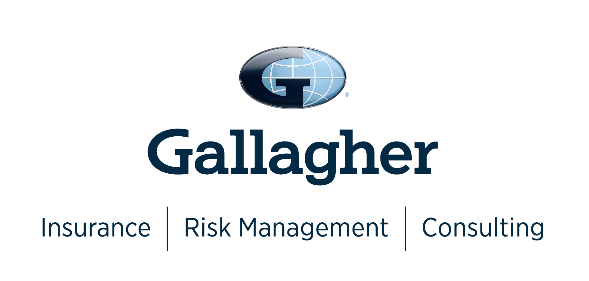 G
Gallagher
Insurance | Risk Management | Consulting